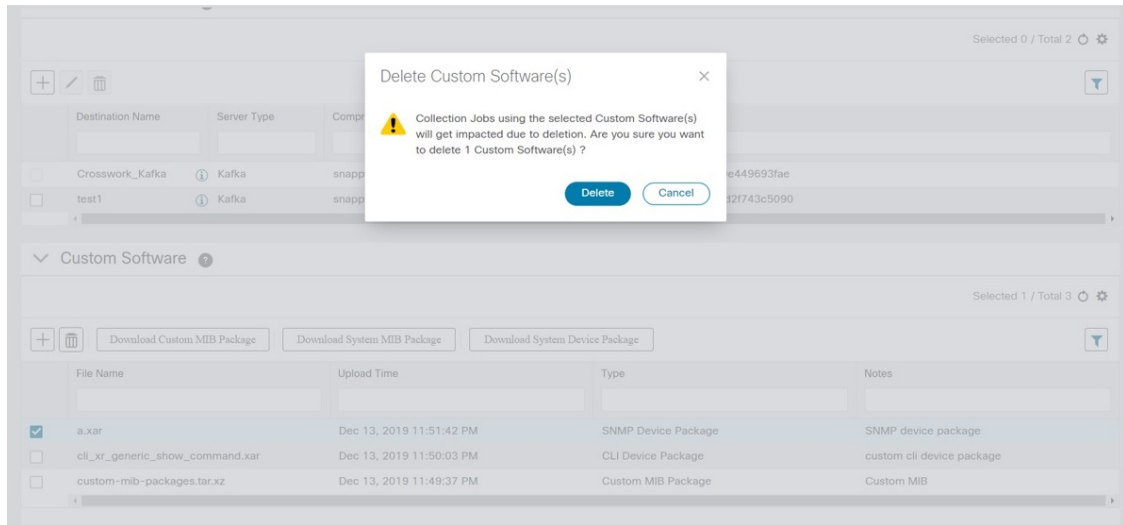 Selected 0 / Total 2
Delete Custom Software(s)
Destination Name Server Type Compr
Collection Jobs using the selected Custom Software(s)
will get impacted due to deletion. Are you sure you want
to delete 1 Custom Software(s) ?
Crosswork_Kafka Kafka snapp e449693fae
Delete Cancel
test1 Kafka snapp d2f743c5090
Custom Software
Selected 1 / Total 3
Download Custom MIB Package Download System MIB Package Download System Device Package
File Name Upload Time Type Notes
a.xar Dec 13, 2019 11:51:42 PM SNMP Device Package SNMP device package
cli_xr_generic_show_command.xar Dec 13, 2019 11:50:03 PM CLI Device Package custom cli device package
custom-mib-packages.tar.xz Dec 13, 2019 11:49:37 PM Custom MIB Package Custom MIB